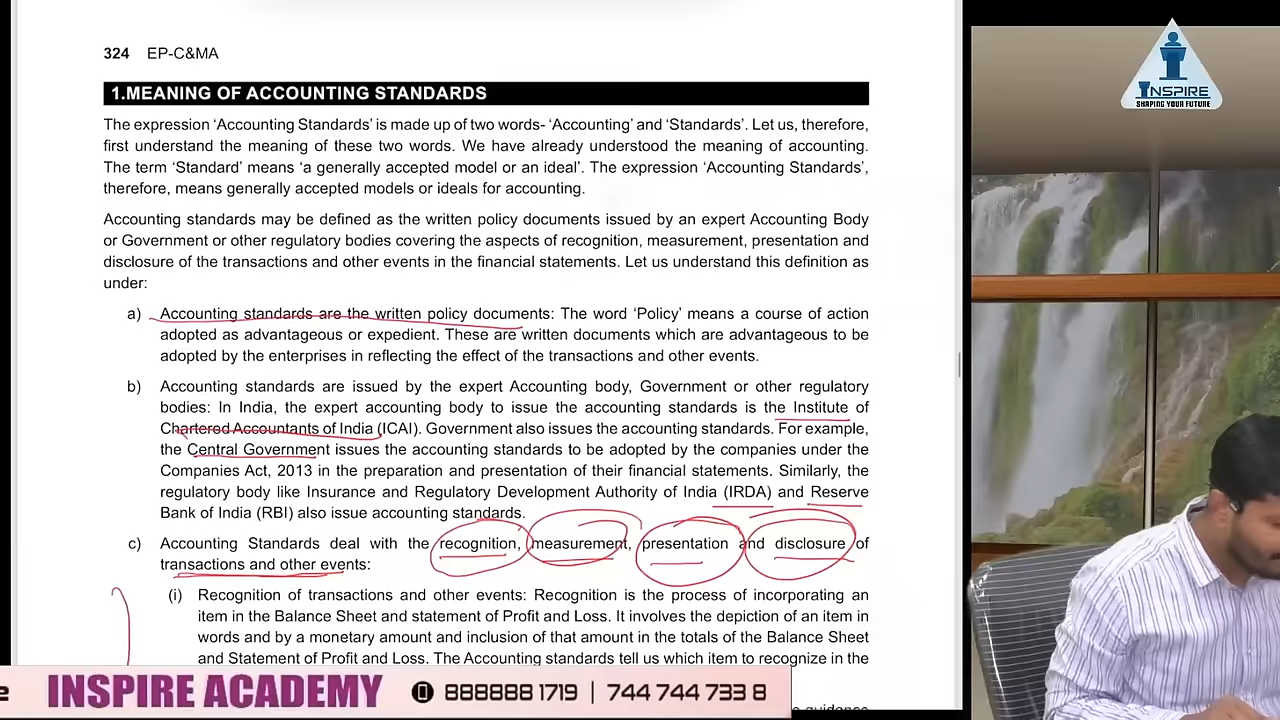 324 EP-C&MA
INSPIRE
SHAPING YOUR FUTURE
1.MEANING OF ACCOUNTING STANDARDS
The expression ‘Accounting Standards’ is made up of two words- ‘Accounting’ and ‘Standards’. Let us, therefore,
first understand the meaning of these two words. We have already understood the meaning of accounting.
The term ‘Standard’ means ‘a generally accepted model or an ideal’. The expression ‘Accounting Standards’,
therefore, means generally accepted models or ideals for accounting.
Accounting standards may be defined as the written policy documents issued by an expert Accounting Body
or Government or other regulatory bodies covering the aspects of recognition, measurement, presentation and
disclosure of the transactions and other events in the financial statements. Let us understand this definition as
under:
a) Accounting standards are the written policy documents: The word ‘Policy’ means a course of action
adopted as advantageous or expedient. These are written documents which are advantageous to be
adopted by the enterprises in reflecting the effect of the transactions and other events.
b) Accounting standards are issued by the expert Accounting body, Government or other regulatory
bodies: In India, the expert accounting body to issue the accounting standards is the Institute of
Chartered Accountants of India (ICAI). Government also issues the accounting standards. For example,
the Central Government issues the accounting standards to be adopted by the companies under the
Companies Act, 2013 in the preparation and presentation of their financial statements. Similarly, the
regulatory body like Insurance and Regulatory Development Authority of India (IRDA) and Reserve
Bank of India (RBI) also issue accounting standards.
c) Accounting Standards deal with the recognition, measurement, presentation and disclosure of
transactions and other events:
(i) Recognition of transactions and other events: Recognition is the process of incorporating an
item in the Balance Sheet and statement of Profit and Loss. It involves the depiction of an item in
words and by a monetary amount and inclusion of that amount in the totals of the Balance Sheet
and Statement of Profit and Loss. The Accounting standards tell us which item to recognize in the
INSPIRE ACADEMY 888888 1719 | 744 744 733 8